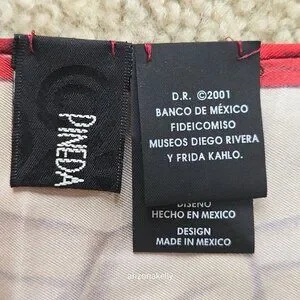 PINEDA
D.R. ©2001
BANCO DE MÉXICO
FIDEICOMISO
MUSEOS DIEGO RIVERA
Y FRIDA KAHLO.
DISEÑO
HECHO EN MÉXICO
DESIGN
MADE IN MEXICO
arizonakelly